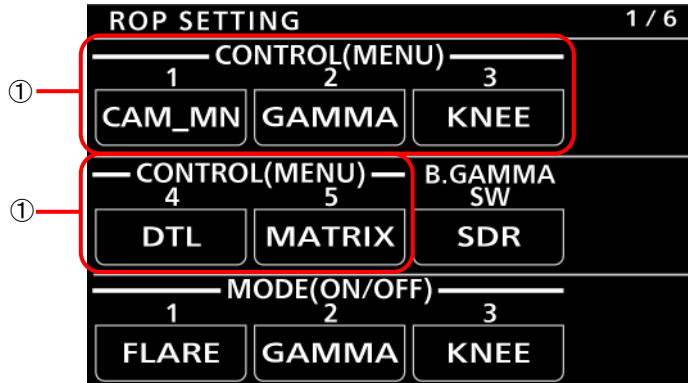 ROP SETTING 1/6
CONTROL(MENU)
1 2 3
① CAM_MN GAMMA KNEE
CONTROL(MENU) B.GAMMA
4 5 SW
① DTL MATRIX SDR
MODE(ON/OFF)
1 2 3
FLARE GAMMA KNEE